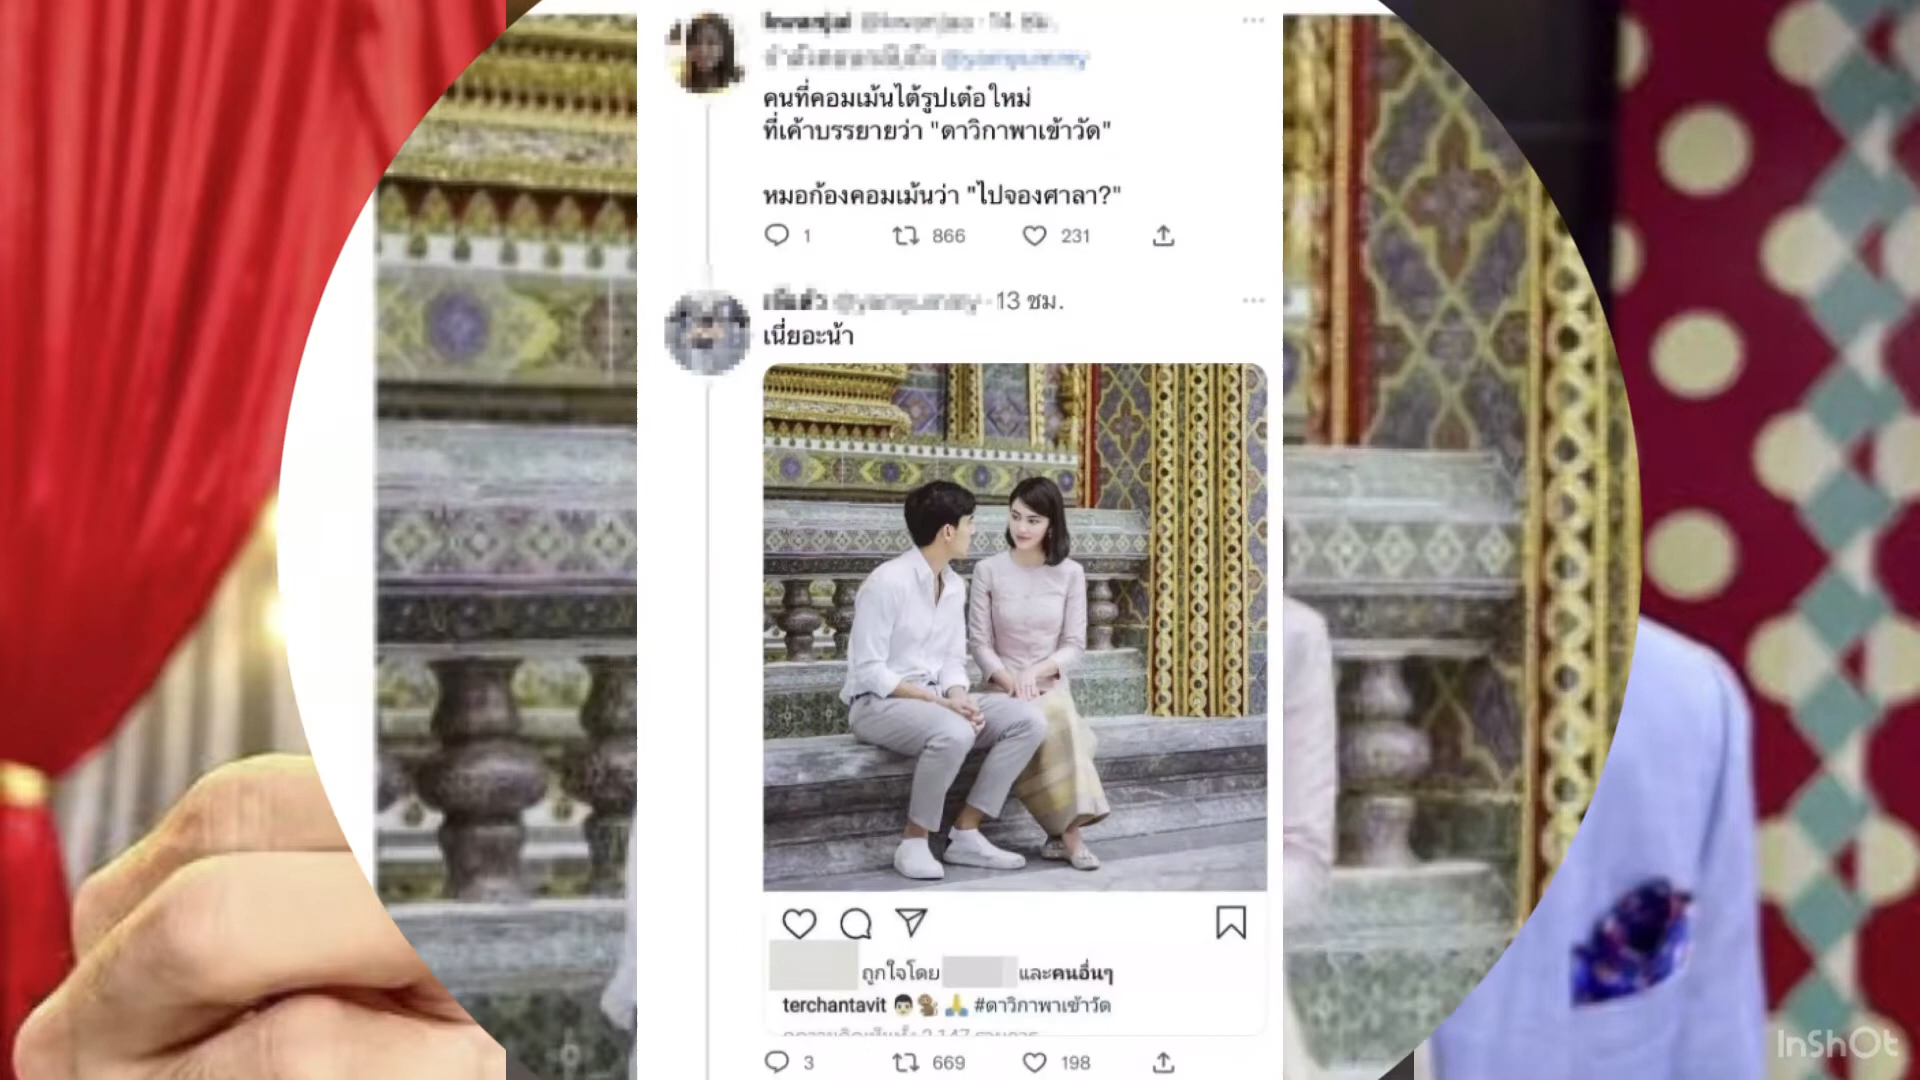 คนที่คอมเม้นไต้รูปเต๋อใหม่
ที่เค้าบรรยายว่า "ดาวิกาพาเข้าวัด"
หมอก้องคอมเม้นว่า "ไปจองศาลา?"
1 866 231
· 13 ชม.
เนี่ยอะน้า
ถูกใจโดย และคนอื่นๆ
terchantavit #ดาวิกาพาเข้าวัด
3 669 198
InShOt